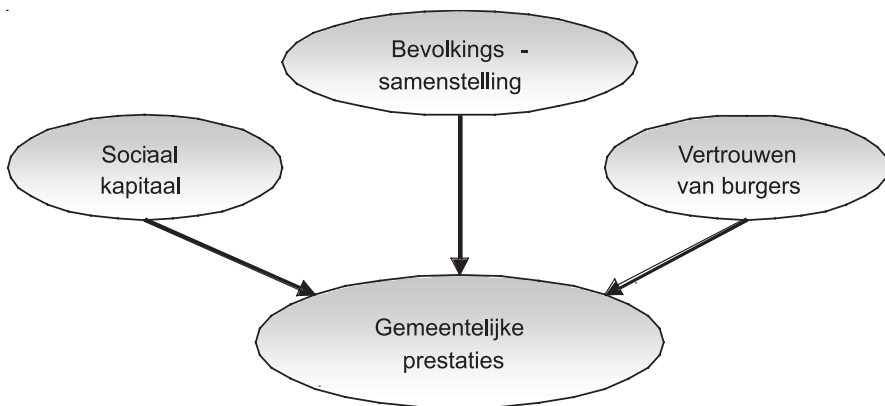 Bevolkings -
samenstelling
Sociaal
kapitaal
Vertrouwen
van burgers
Gemeentelijke
prestaties